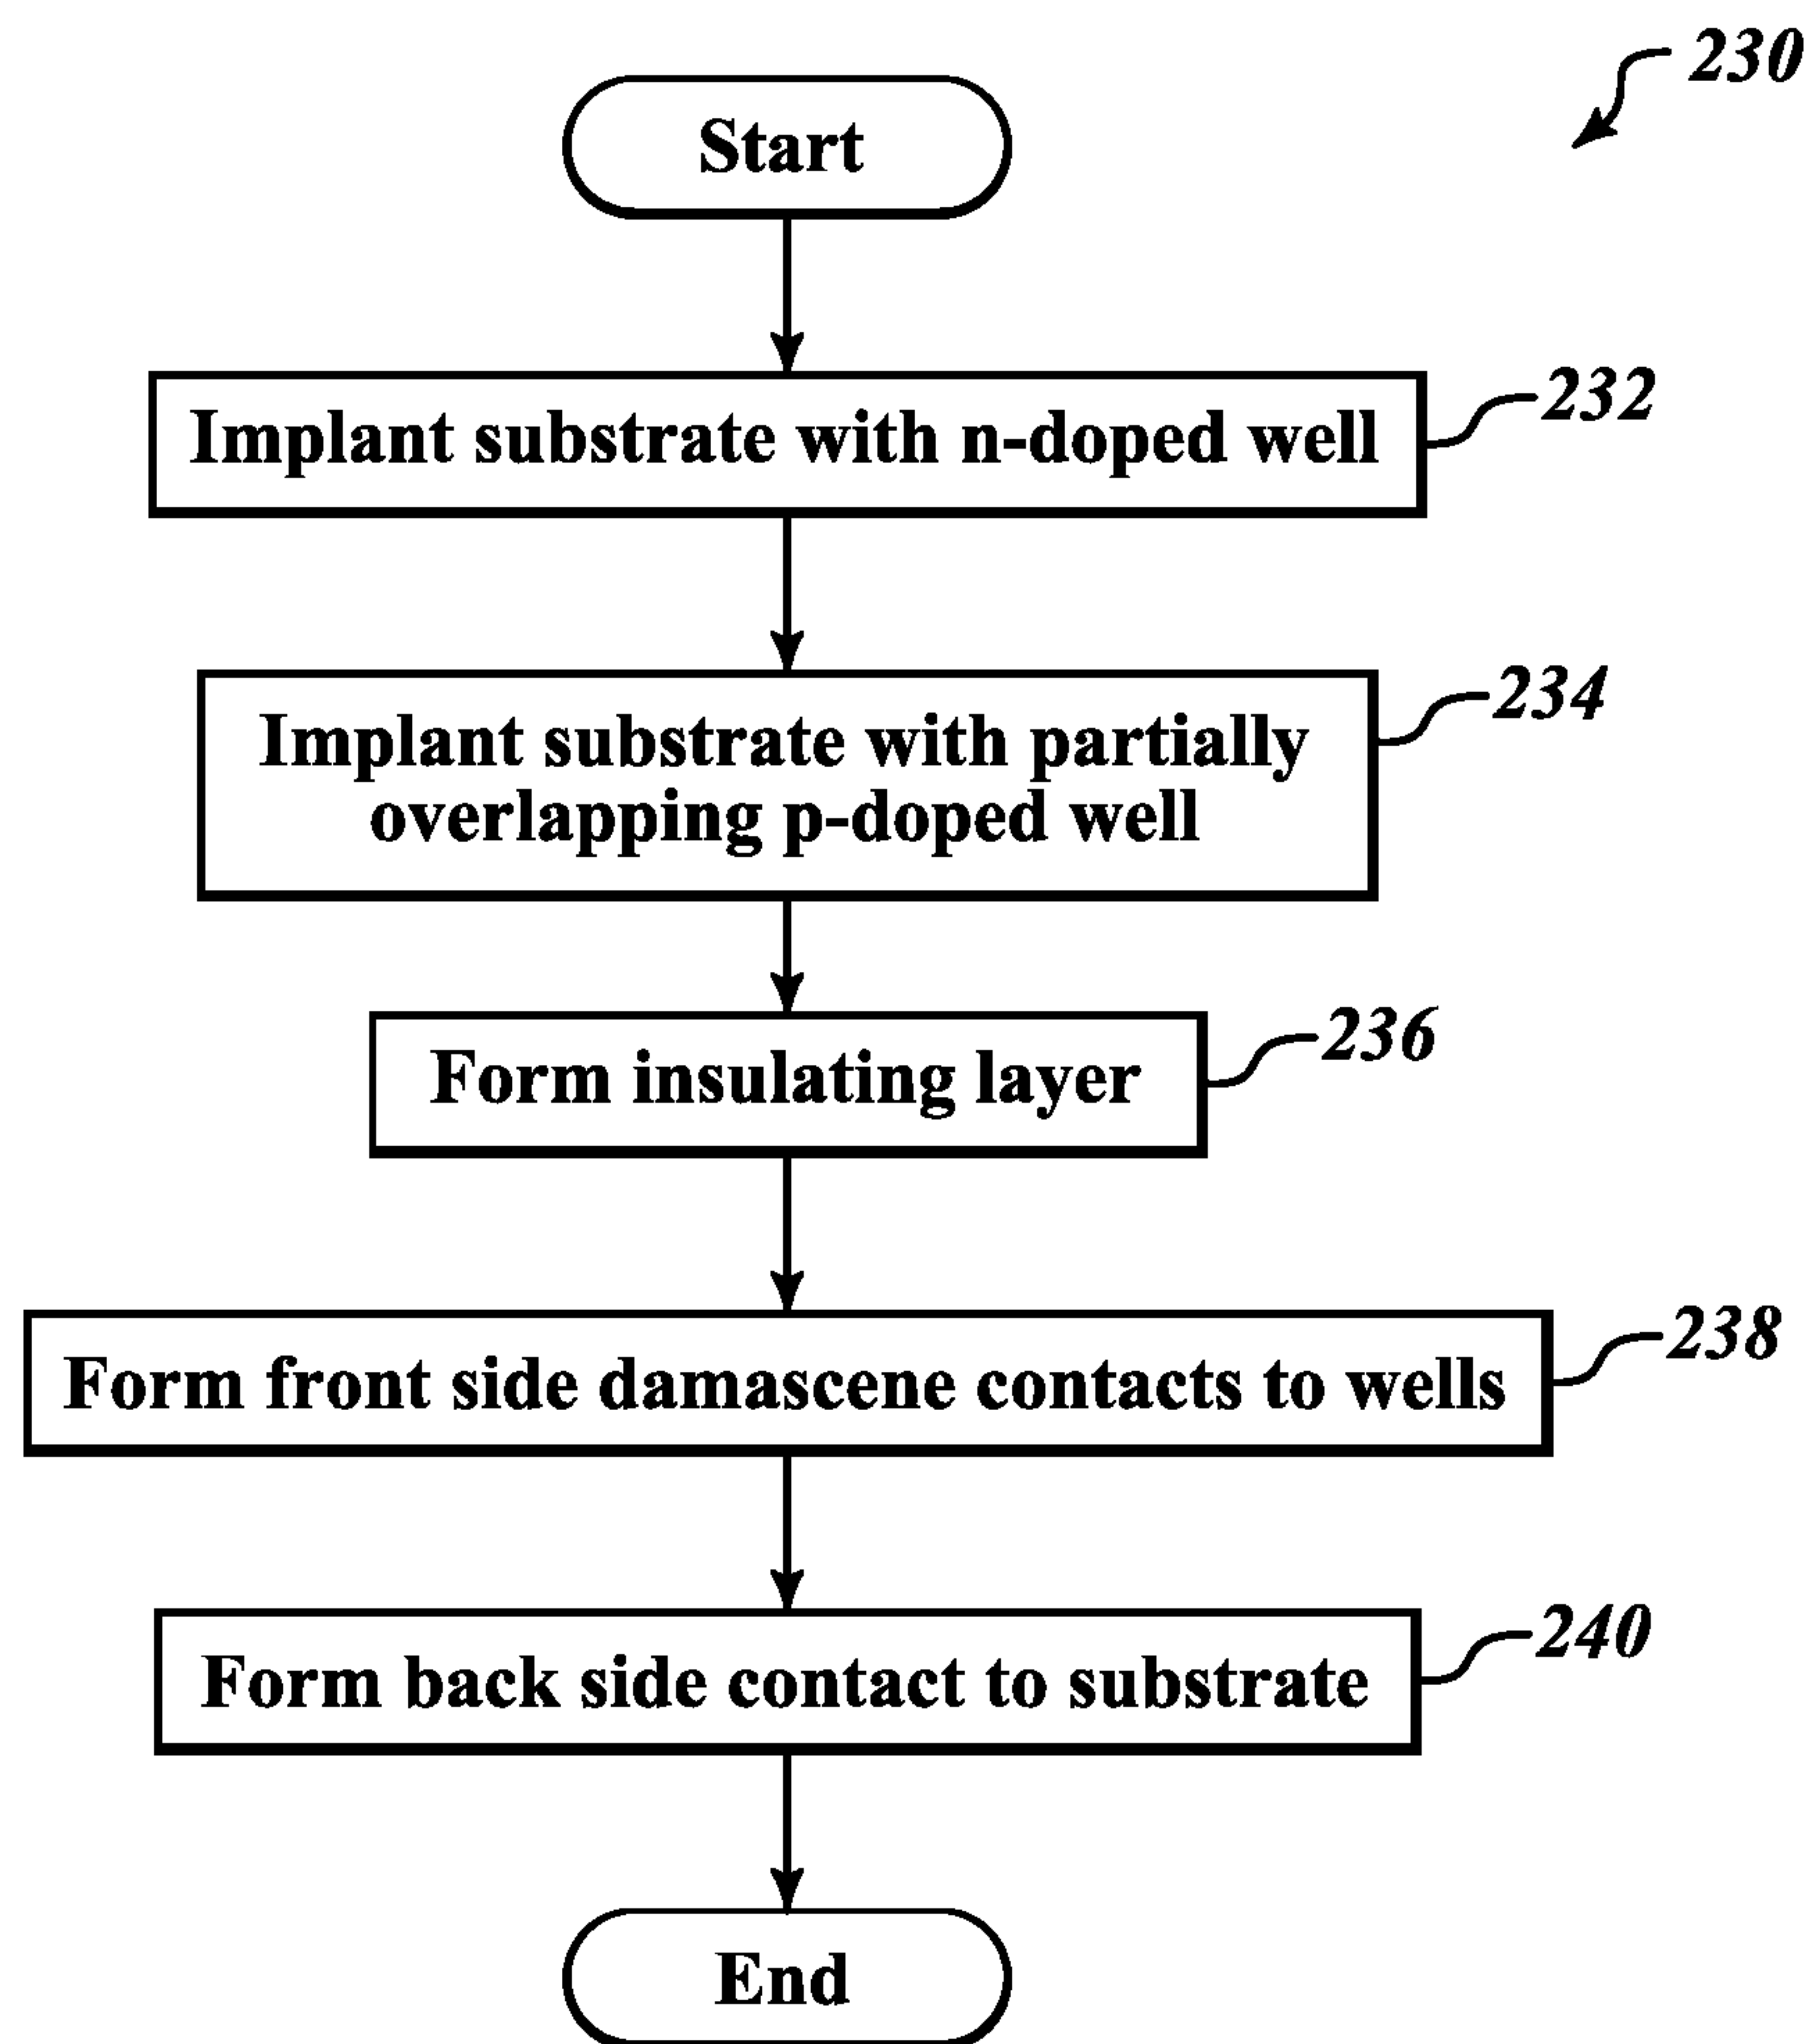 230
Start
Implant substrate with n-doped well
232
Implant substrate with partially
overlapping p-doped well
234
Form insulating layer
236
Form front side damascene contacts to wells
238
Form back side contact to substrate
240
End